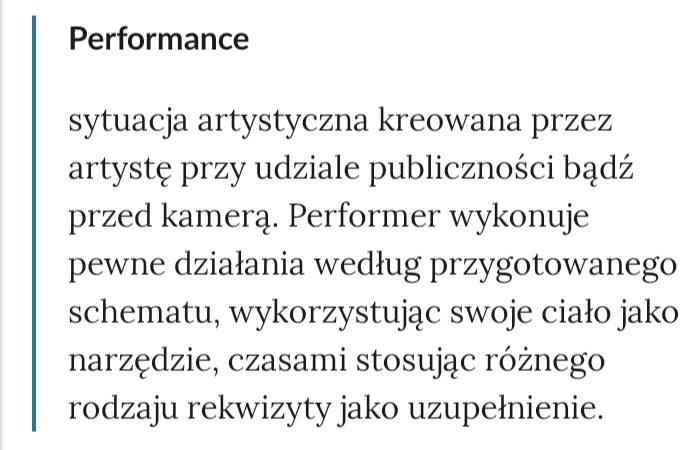 Performance
sytuacja artystyczna kreowana przez
artystę przy udziale publiczności bądź
przed kamerą. Performer wykonuje
pewne działania według przygotowanego
schematu, wykorzystując swoje ciało jako
narzędzie, czasami stosując różnego
rodzaju rekwizyty jako uzupełnienie.